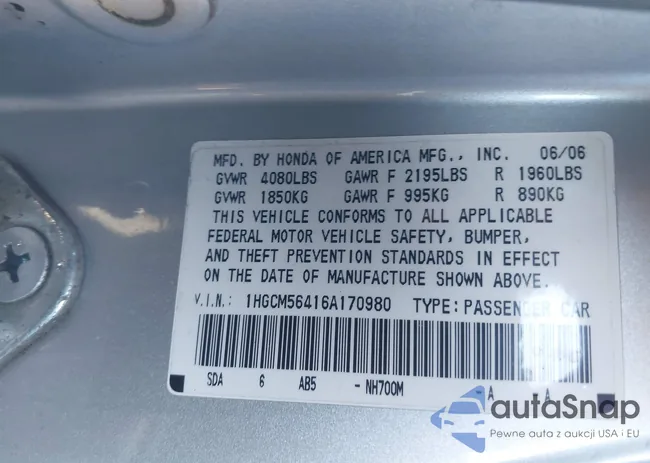 MFD. BY HONDA OF AMERICA MFG., INC. 06/06
GVWR 4080LBS GAWR F 2195LBS R 1960LBS
GVWR 1850KG GAWR F 995KG R 890KG
THIS VEHICLE CONFORMS TO ALL APPLICABLE
FEDERAL MOTOR VEHICLE SAFETY, BUMPER,
AND THEFT PREVENTION STANDARDS IN EFFECT
ON THE DATE OF MANUFACTURE SHOWN ABOVE.
V.I.N.: 1HGCM56416A170980 TYPE: PASSENGER CAR
SDA 6 AB5 -NH700M A A
autaSnap
Pewne auta z aukcji USA i EU